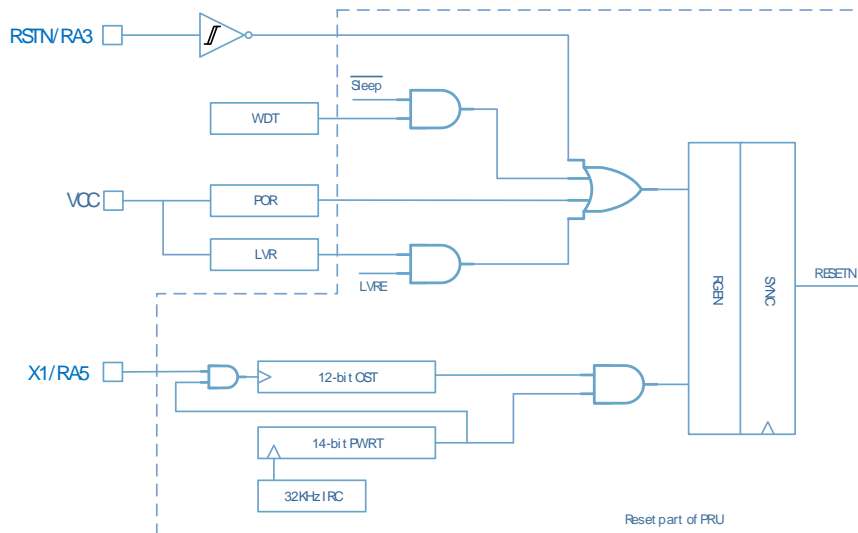 RSTN/RA3
Sleep
WDT
VCC
POR
LVR
LVRE
RGEN
SYNC
RESETN
X1/RA5
12-bit OST
14-bit PWRT
32KHz IRC
Reset part of PRU